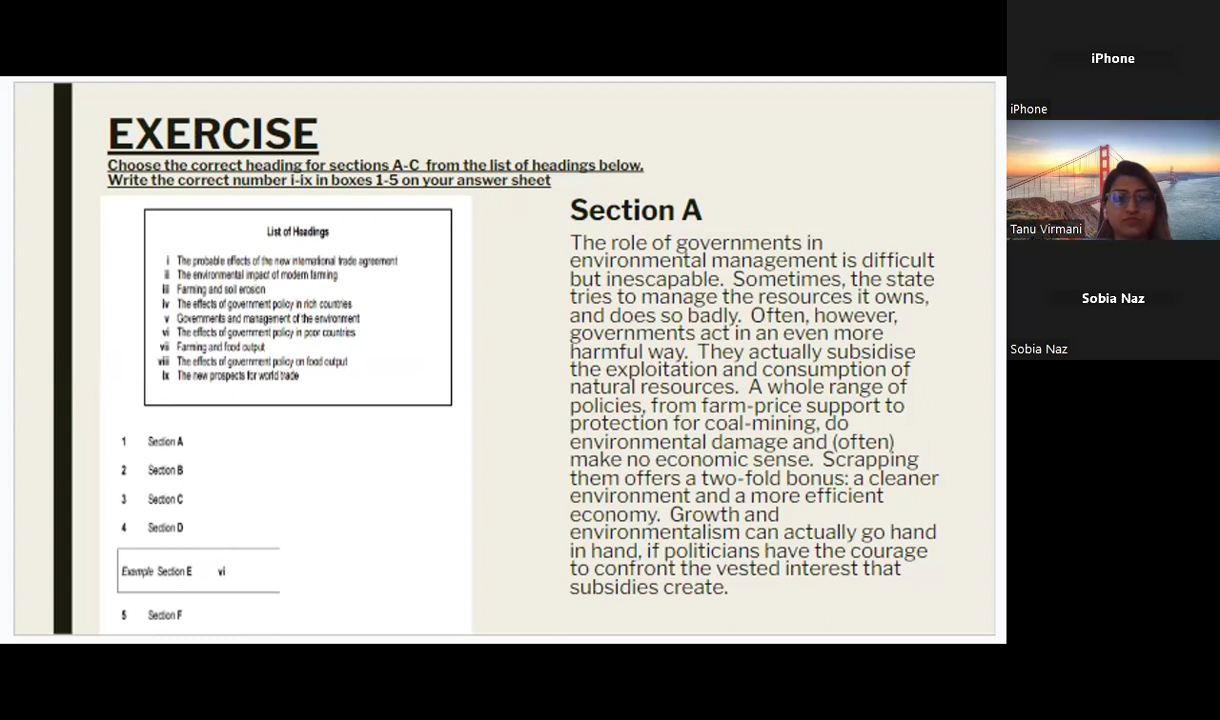 EXERCISE
Choose the correct heading for sections A-C from the list of headings below.
Write the correct number i-ix in boxes 1-5 on your answer sheet
List of Headings
i The probable effects of the new international trade agreement
ii The environmental impact of modern farming
iii Farming and soil erosion
iv The effects of government policy in rich countries
v Governments and management of the environment
vi The effects of government policy in poor countries
vii Farming and food output
viii The effects of government policy on food output
ix The new prospects for world trade
1 Section A
2 Section B
3 Section C
4 Section D
Example Section E vi
5 Section F
Section A
The role of governments in
environmental management is difficult
but inescapable. Sometimes, the state
tries to manage the resources it owns,
and does so badly. Often, however,
governments act in an even more
harmful way. They actually subsidise
the exploitation and consumption of
natural resources. A whole range of
policies, from farm-price support to
protection for coal-mining, do
environmental damage and (often)
make no economic sense. Scrapping
them offers a two-fold bonus: a cleaner
environment and a more efficient
economy. Growth and
environmentalism can actually go hand
in hand, if politicians have the courage
to confront the vested interest that
subsidies create.
iPhone
iPhone
Tanu Virmani
Sobia Naz
Sobia Naz